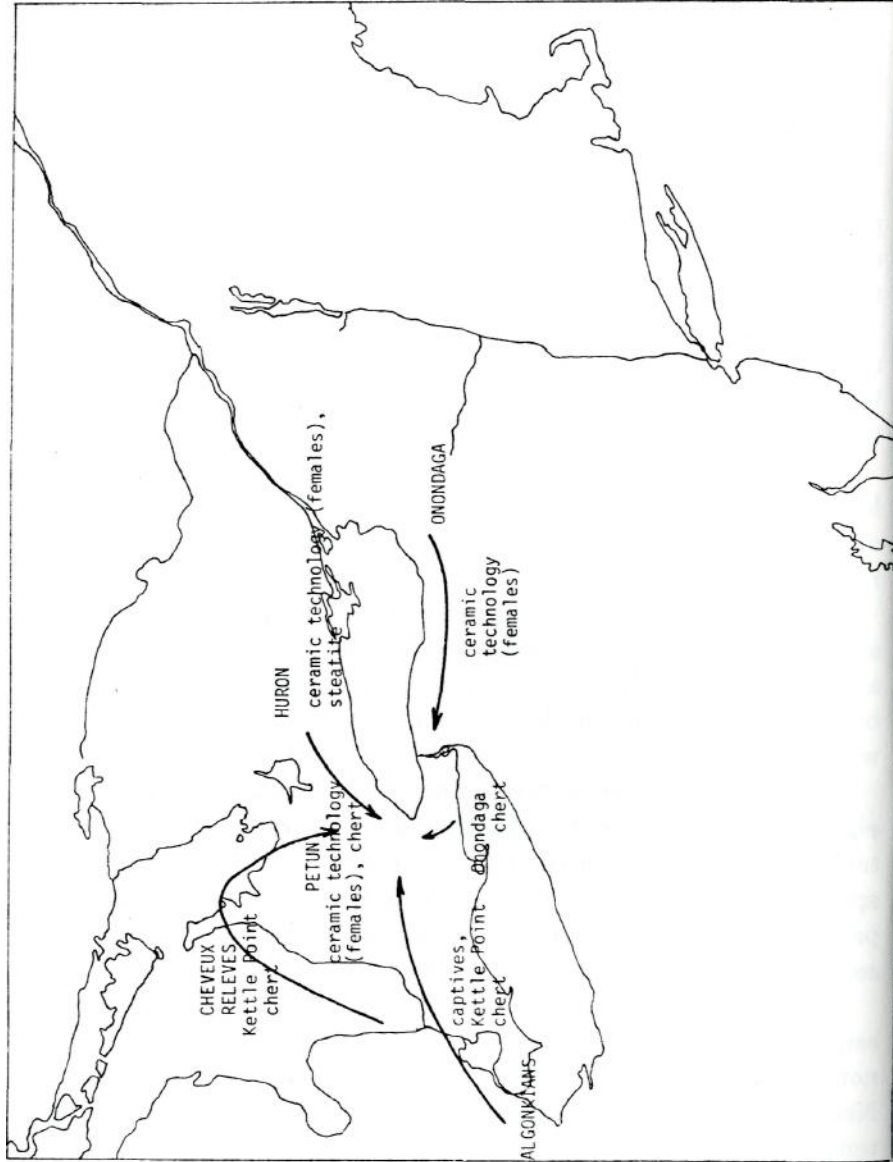 CHEVEUX
RELEVES
Kettle Point
chert
PETUN
ceramic technology
(females), chert
HURON
ceramic technology (females),
steatite
ONONDAGA
ceramic
technology
(females)
captives,
Kettle Point
chert
Onondaga
chert
ALGONKIANS